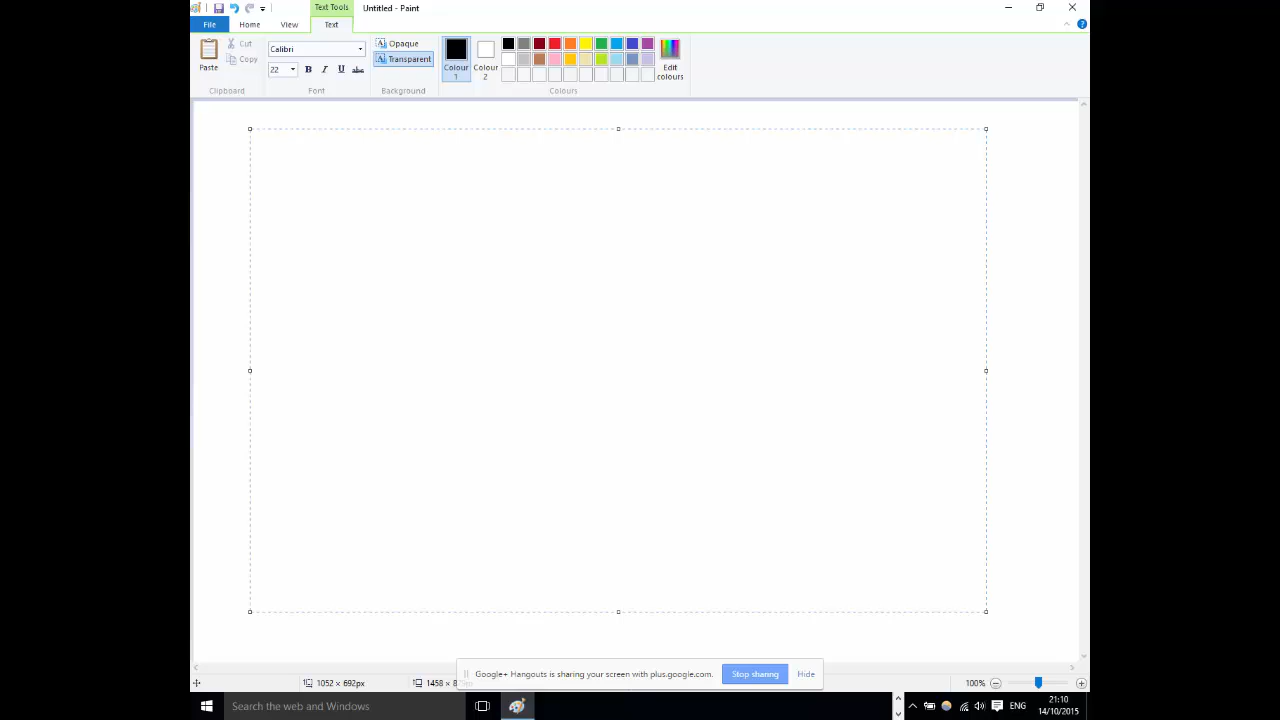 Text Tools
Untitled - Paint
File
Home
View
Text
Paste
Cut
Copy
Clipboard
Calibri
22
B
I
U
abc
Font
Opaque
Transparent
Background
Colour
1
Colour
2
Edit
colours
Colours
Google+ Hangouts is sharing your screen with plus.google.com.
Stop sharing
Hide
1052 × 692px
1458 ×
100%
Search the web and Windows
ENG
21:10
14/10/2015